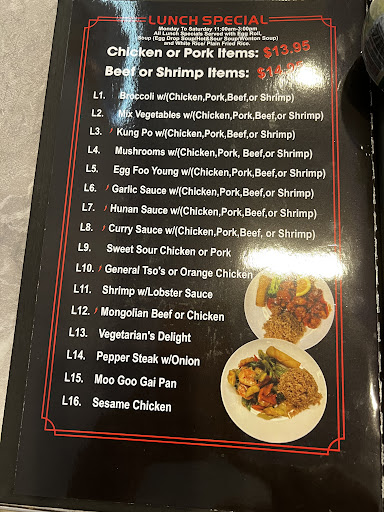 LUNCH SPECIAL
Monday To Saturday 11:00am-3:00pm
All Lunch Specials Served with Egg Roll,
Soup (Egg Drop Soup/Hot&Sour Soup/Wonton Soup)
and White Rice/ Plain Fried Rice.
Chicken or Pork Items: $13.95
Beef or Shrimp Items:
L1. Broccoli w/(Chicken,Pork,Beef,or Shrimp)
L2. Mix Vegetables w/(Chicken,Pork,Beef,or Shrimp)
L3. Kung Po w/(Chicken,Pork,Beef,or Shrimp)
L4. Mushrooms w/(Chicken,Pork, Beef,or Shrimp)
L5. Egg Foo Young w/(Chicken,Pork,Beef,or Shrimp)
L6. Garlic Sauce w/(Chicken,Pork,Beef,or Shrimp)
L7. Hunan Sauce w/(Chicken,Pork,Beef,or Shrimp)
L8. Curry Sauce w/(Chicken,Pork,Beef, or Shrimp)
L9. Sweet Sour Chicken or Pork
L10. General Tso's or Orange Chicken
L11. Shrimp w/Lobster Sauce
L12. Mongolian Beef or Chicken
L13. Vegetarian's Delight
L14. Pepper Steak w/Onion
L15. Moo Goo Gai Pan
L16. Sesame Chicken